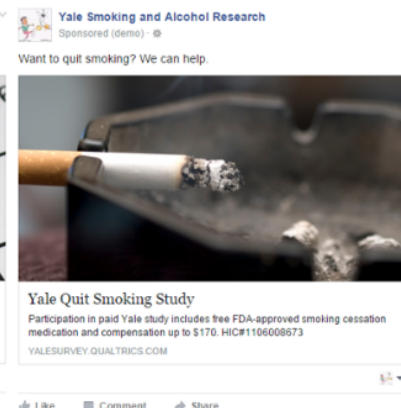 Yale Smoking and Alcohol Research
Sponsored (demo) ·
Want to quit smoking? We can help.
Yale Quit Smoking Study
Participation in paid Yale study includes free FDA-approved smoking cessation
medication and compensation up to $170. HIC#1106008673
YALESURVEY.QUALTRICS.COM
Like Comment Share